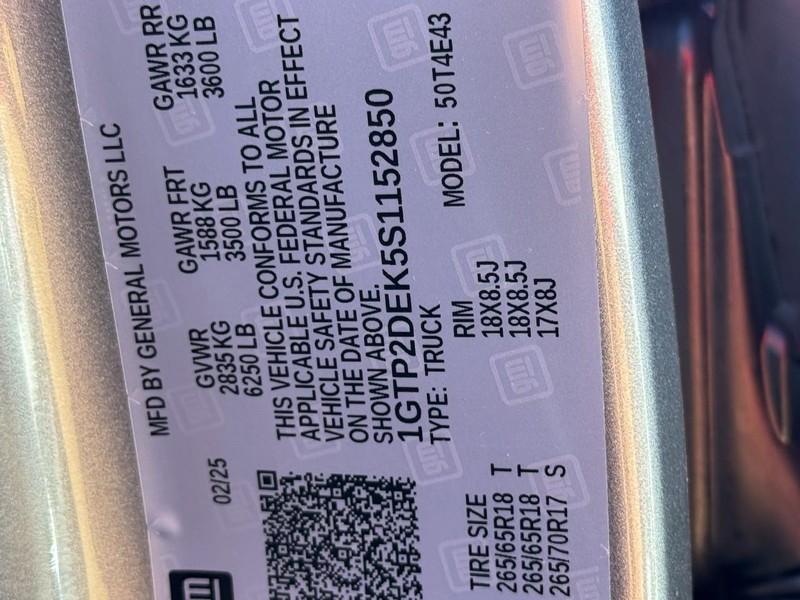 MFD BY GENERAL MOTORS LLC
02/25
GVWR GAWR FRT GAWR RR
2835 KG 1588 KG 1633 KG
6250 LB 3500 LB 3600 LB
THIS VEHICLE CONFORMS TO ALL
APPLICABLE U.S. FEDERAL MOTOR
VEHICLE SAFETY STANDARDS IN EFFECT
ON THE DATE OF MANUFACTURE
SHOWN ABOVE.
1GTP2DEK5S1152850
TYPE: TRUCK MODEL: 50T4E43
TIRE SIZE RIM
265/65R18 T 18X8.5J
265/65R18 T 18X8.5J
265/70R17 S 17X8J
gm